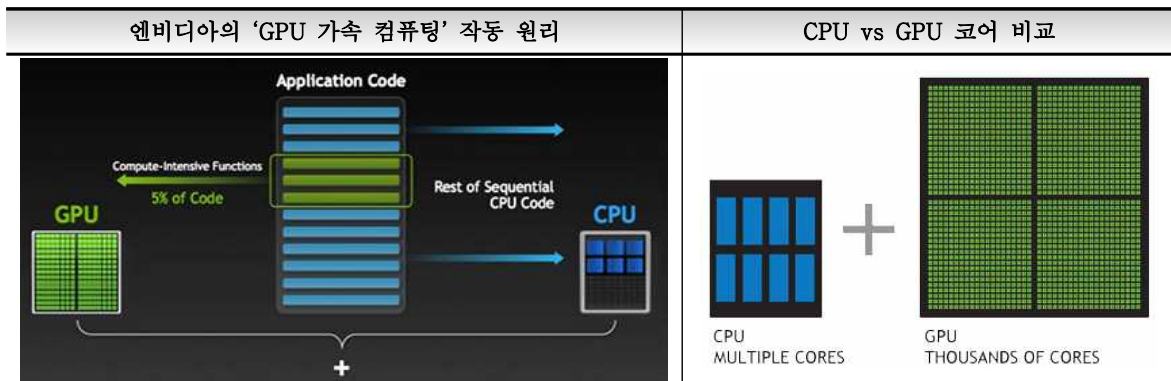 엔비디아의 ‘GPU 가속 컴퓨팅’ 작동 원리
CPU vs GPU 코어 비교
Application Code
Compute-Intensive Functions
5% of Code
GPU
Rest of Sequential
CPU Code
CPU
+
+
CPU
MULTIPLE CORES
GPU
THOUSANDS OF CORES